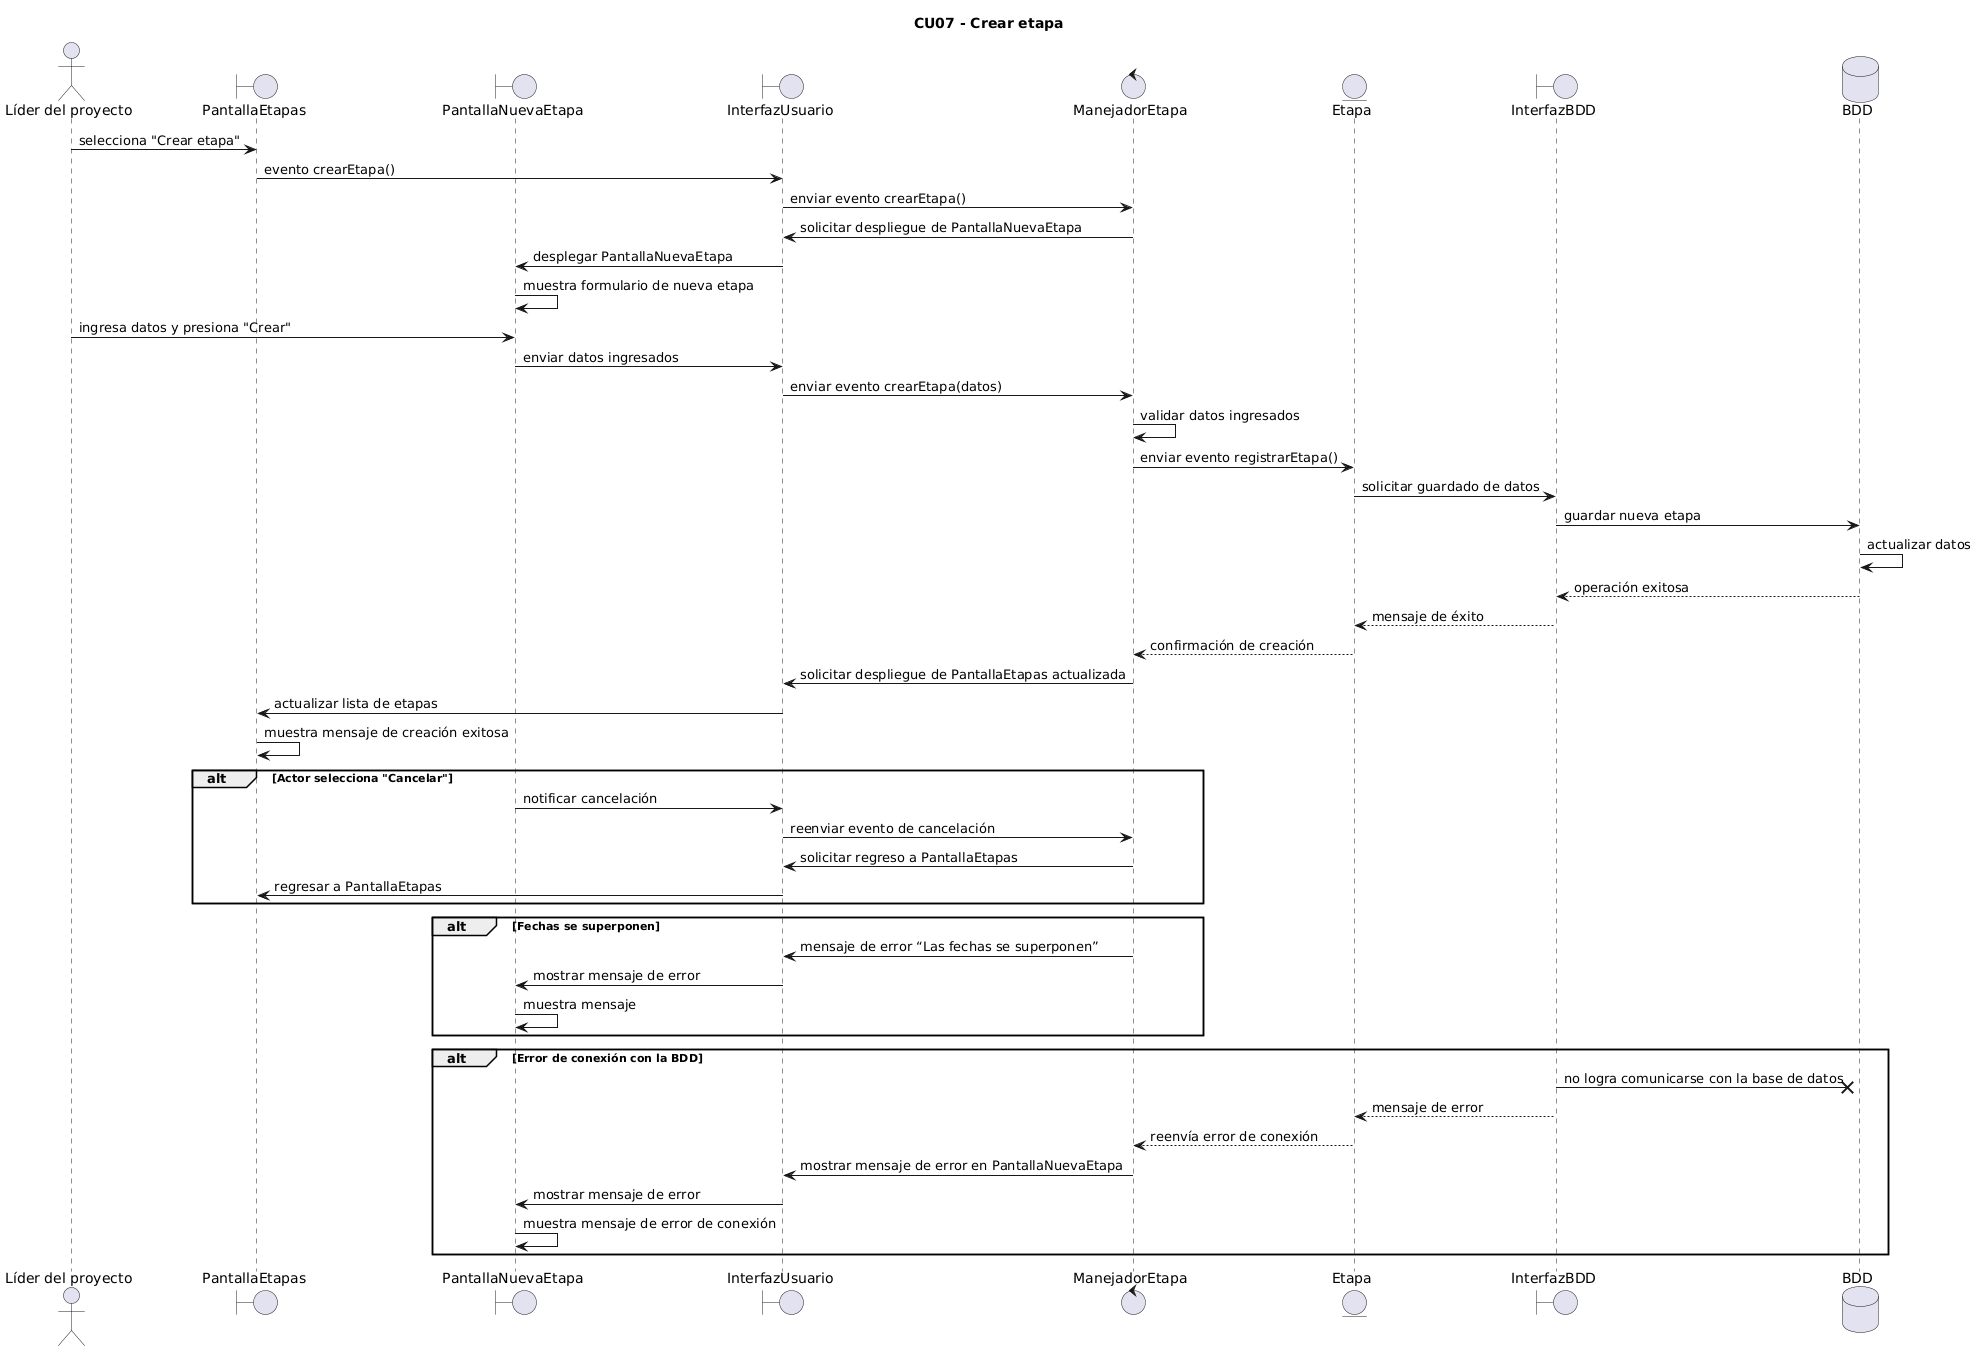 CU07 - Crear etapa
Líder del proyecto
PantallaEtapas
PantallaNuevaEtapa
InterfazUsuario
ManejadorEtapa
Etapa
InterfazBDD
BDD
selecciona "Crear etapa"
evento crearEtapa()
enviar evento crearEtapa()
solicitar despliegue de PantallaNuevaEtapa
desplegar PantallaNuevaEtapa
muestra formulario de nueva etapa
ingresa datos y presiona "Crear"
enviar datos ingresados
enviar evento crearEtapa(datos)
validar datos ingresados
enviar evento registrarEtapa()
solicitar guardado de datos
guardar nueva etapa
actualizar datos
operación exitosa
mensaje de éxito
confirmación de creación
solicitar despliegue de PantallaEtapas actualizada
actualizar lista de etapas
muestra mensaje de creación exitosa
alt [Actor selecciona "Cancelar"]
notificar cancelación
reenviar evento de cancelación
solicitar regreso a PantallaEtapas
regresar a PantallaEtapas
alt [Fechas se superponen]
mensaje de error “Las fechas se superponen”
mostrar mensaje de error
muestra mensaje
alt [Error de conexión con la BDD]
no logra comunicarse con la base de datos
mensaje de error
reenvía error de conexión
mostrar mensaje de error en PantallaNuevaEtapa
mostrar mensaje de error
muestra mensaje de error de conexión
Líder del proyecto
PantallaEtapas
PantallaNuevaEtapa
InterfazUsuario
ManejadorEtapa
Etapa
InterfazBDD
BDD